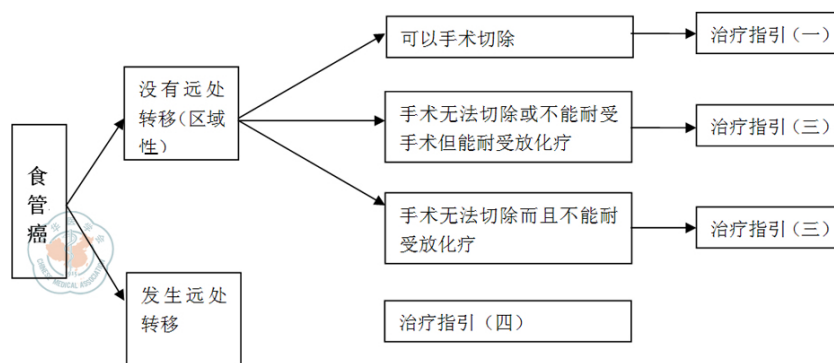 食管癌
没有远处
转移（区域
性）
发生远处
转移
可以手术切除
手术无法切除或不能耐受
手术但能耐受放化疗
手术无法切除而且不能耐
受放化疗
治疗指引（四）
治疗指引（一）
治疗指引（三）
治疗指引（三）
CHINESE MEDICAL ASSOCIATION